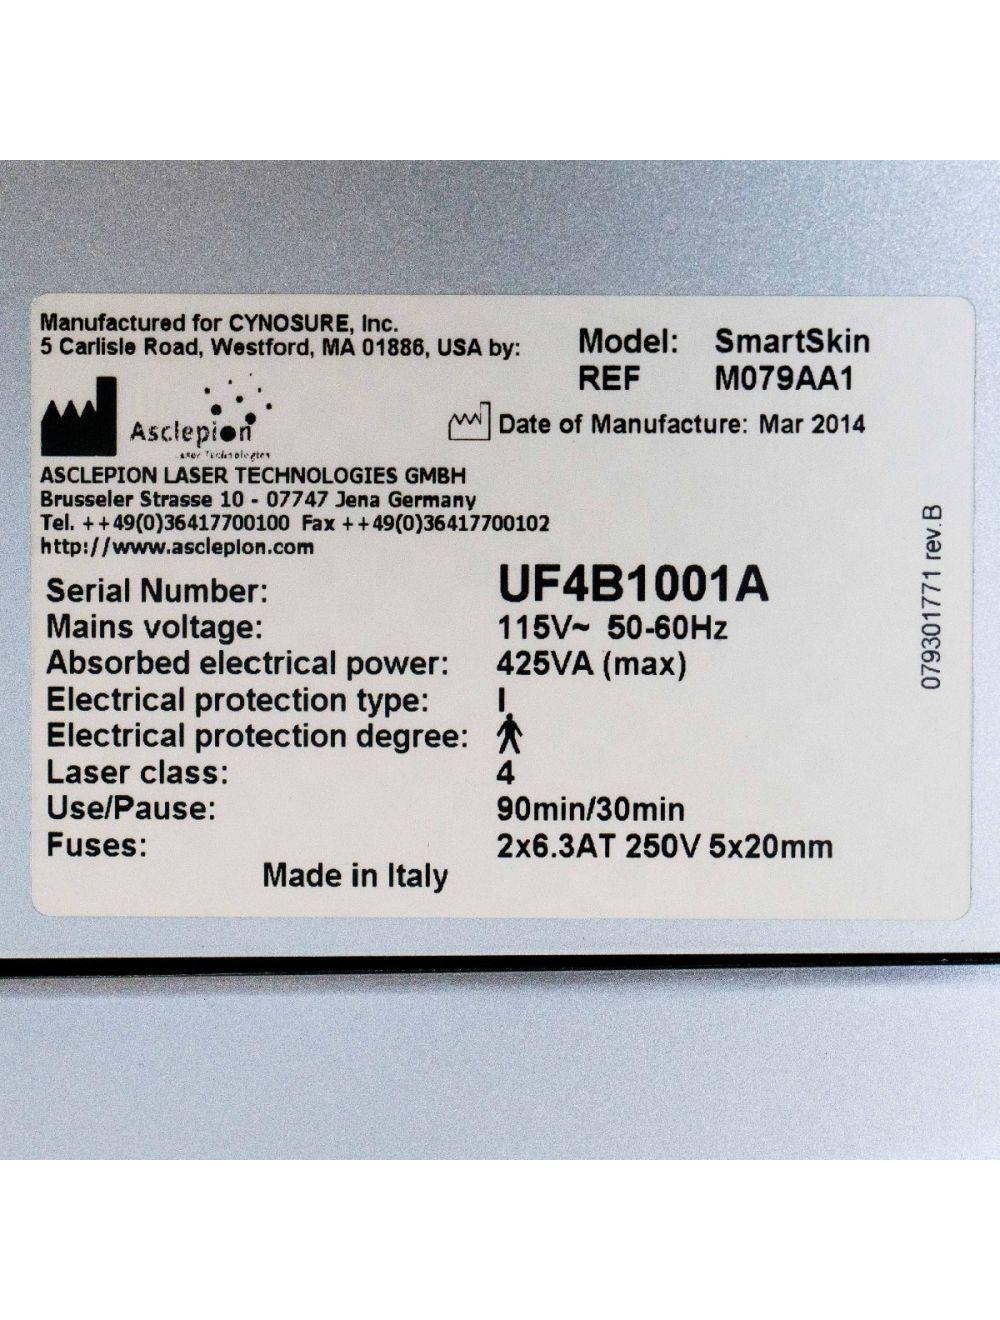 Manufactured for CYNOSURE, Inc.
5 Carlisle Road, Westford, MA 01886, USA by:
Model: SmartSkin
REF M079AA1
Asclepion
Laser Technologies
Date of Manufacture: Mar 2014
ASCLEPION LASER TECHNOLOGIES GMBH
Brusseler Strasse 10 - 07747 Jena Germany
Tel. ++49(0)36417700100 Fax ++49(0)36417700102
http://www.asclepion.com
Serial Number: UF4B1001A
Mains voltage: 115V~ 50-60Hz
Absorbed electrical power: 425VA (max)
Electrical protection type: I
Electrical protection degree:
Laser class: 4
Use/Pause: 90min/30min
Fuses: 2x6.3AT 250V 5x20mm
Made in Italy
079301771 rev.B